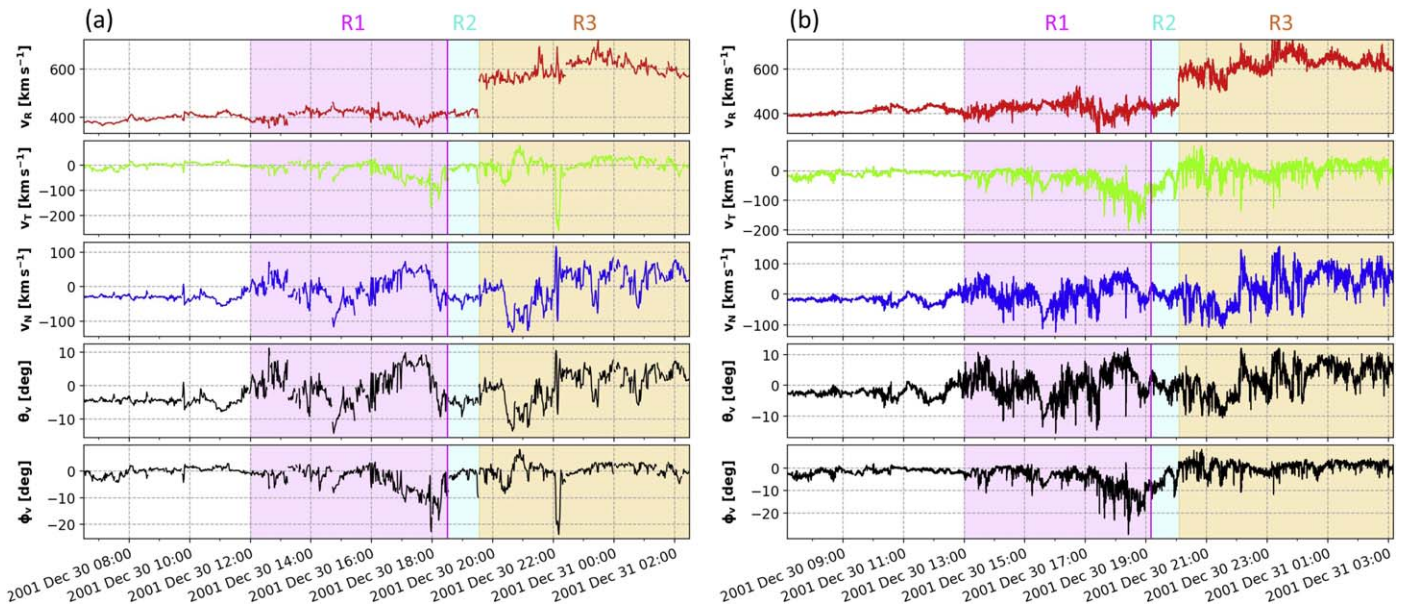 (a) R1 R2 R3
600
400
v_R [km s⁻¹]
0
−100
−200
v_T [km s⁻¹]
100
0
−100
v_N [km s⁻¹]
10
0
−10
θ_v [deg]
0
−10
−20
ϕ_v [deg]
2001 Dec 30 08:00
2001 Dec 30 10:00
2001 Dec 30 12:00
2001 Dec 30 14:00
2001 Dec 30 16:00
2001 Dec 30 18:00
2001 Dec 30 20:00
2001 Dec 30 22:00
2001 Dec 31 00:00
2001 Dec 31 02:00
(b) R1 R2 R3
600
400
v_R [km s⁻¹]
0
−100
−200
v_T [km s⁻¹]
100
0
−100
v_N [km s⁻¹]
10
0
−10
θ_v [deg]
0
−10
−20
ϕ_v [deg]
2001 Dec 30 09:00
2001 Dec 30 11:00
2001 Dec 30 13:00
2001 Dec 30 15:00
2001 Dec 30 17:00
2001 Dec 30 19:00
2001 Dec 30 21:00
2001 Dec 30 23:00
2001 Dec 31 01:00
2001 Dec 31 03:00